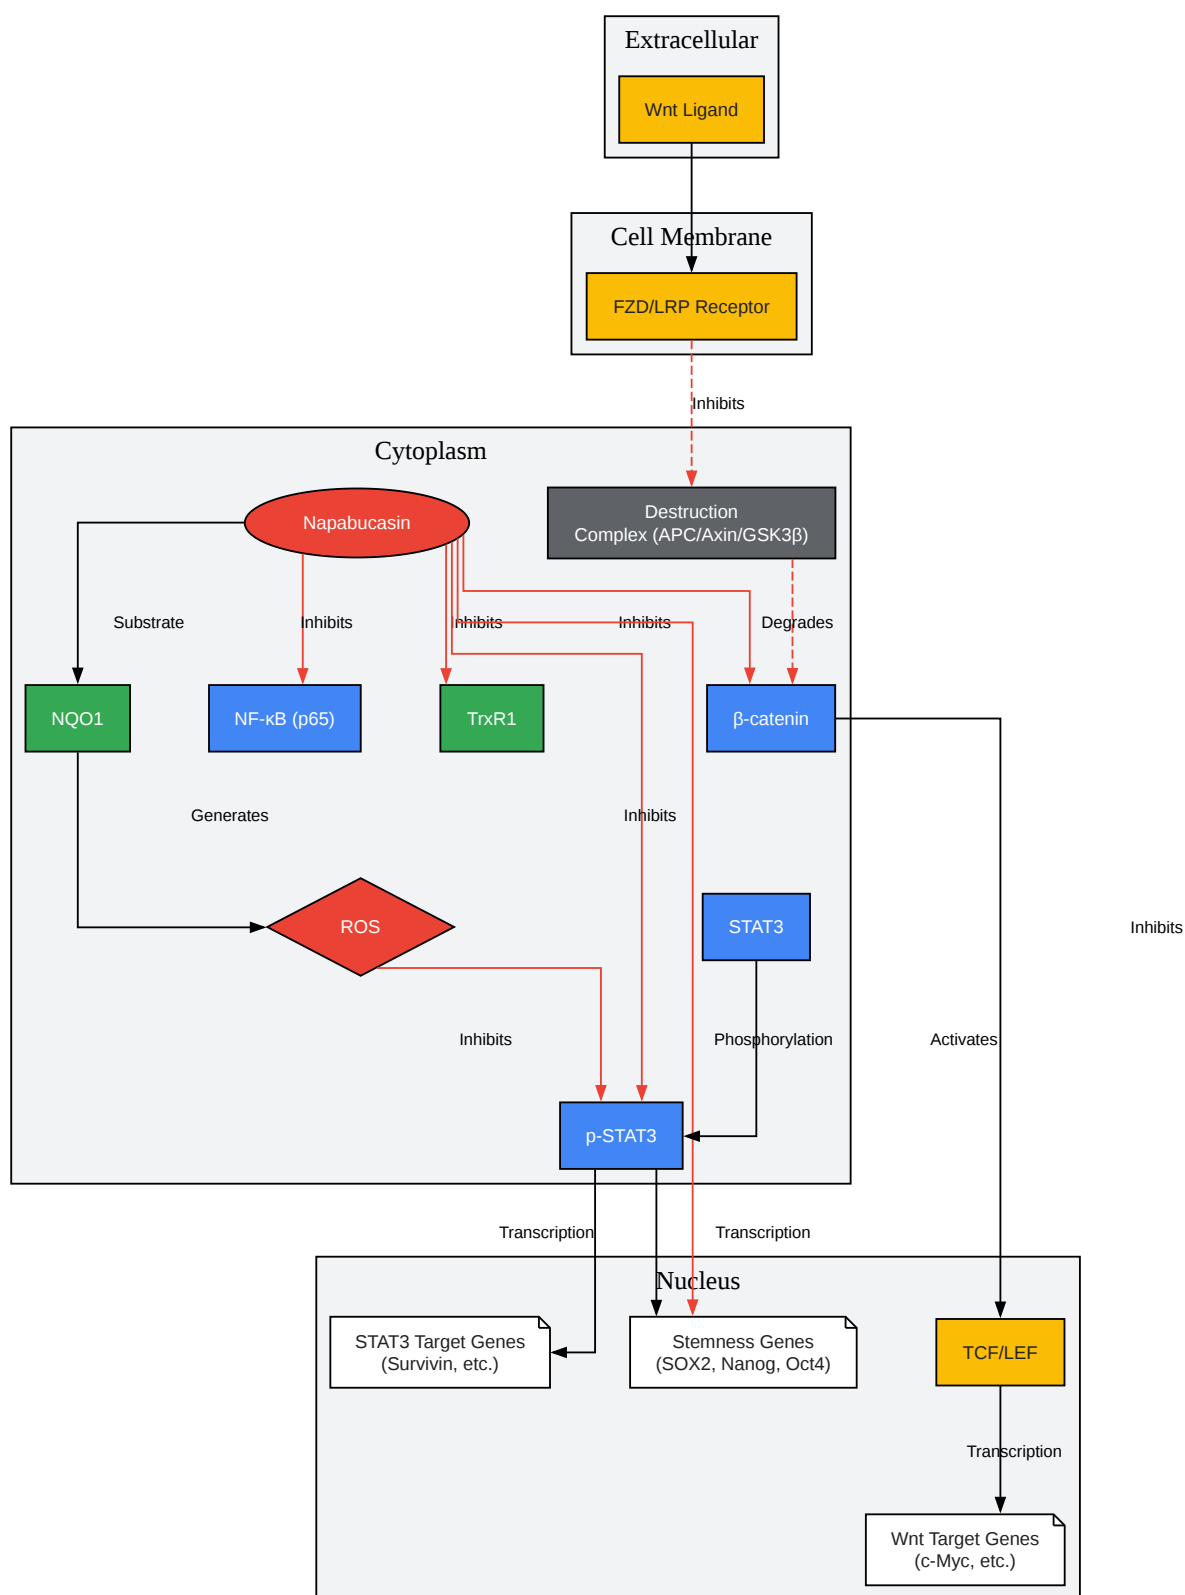 Extracellular
Wnt Ligand
Cell Membrane
FZD/LRP Receptor
Inhibits
Cytoplasm
Napabucasin
Destruction
Complex (APC/Axin/GSK3β)
Substrate
Inhibits
Inhibits
Inhibits
Degrades
NQO1
NF-κB (p65)
TrxR1
β-catenin
Generates
Inhibits
ROS
STAT3
Inhibits
Inhibits
Phosphorylation
Activates
p-STAT3
Transcription
Transcription
Nucleus
STAT3 Target Genes
(Survivin, etc.)
Stemness Genes
(SOX2, Nanog, Oct4)
TCF/LEF
Transcription
Wnt Target Genes
(c-Myc, etc.)